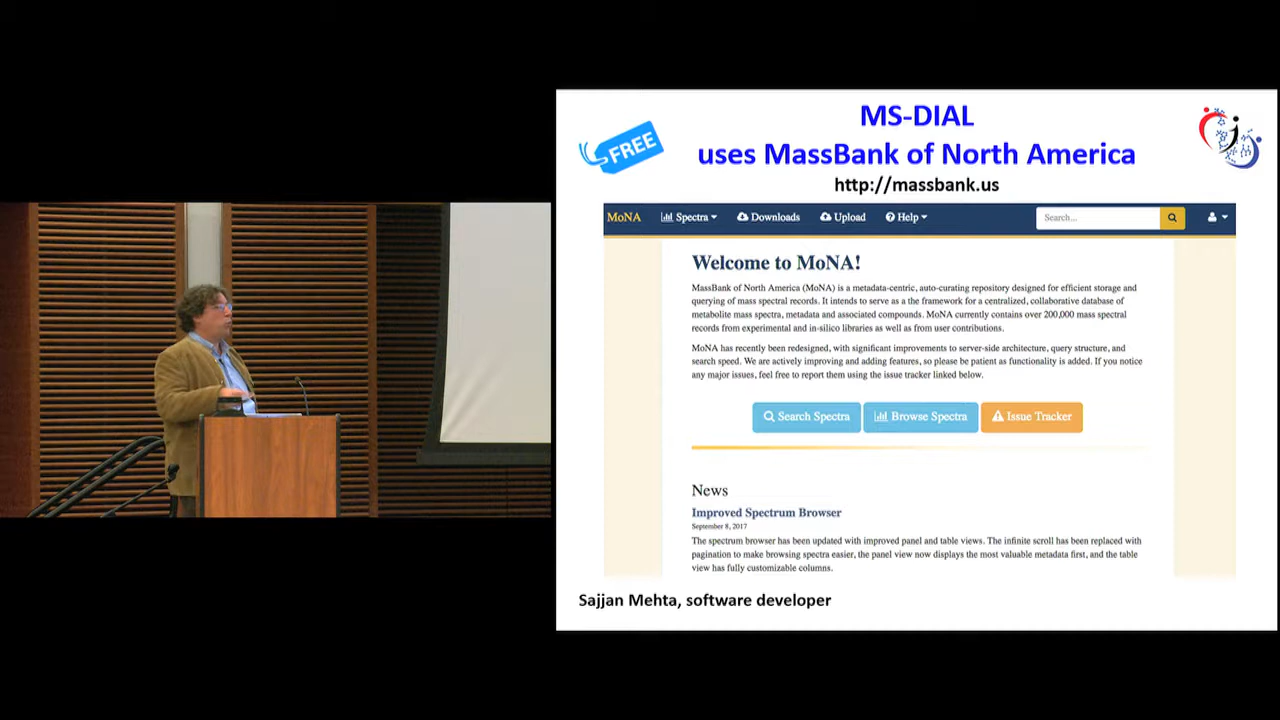 FREE
MS-DIAL
uses MassBank of North America
http://massbank.us
MoNA Spectra Downloads Upload Help Search...
Welcome to MoNA!
MassBank of North America (MoNA) is a metadata-centric, auto-curating repository designed for efficient storage and
querying of mass spectral records. It intends to serve as a the framework for a centralized, collaborative database of
metabolite mass spectra, metadata and associated compounds. MoNA currently contains over 200,000 mass spectral
records from experimental and in-silico libraries as well as from user contributions.
MoNA has recently been redesigned, with significant improvements to server-side architecture, query structure, and
search speed. We are actively improving and adding features, so please be patient as functionality is added. If you notice
any major issues, feel free to report them using the issue tracker linked below.
Search Spectra Browse Spectra Issue Tracker
News
Improved Spectrum Browser
September 8, 2017
The spectrum browser has been updated with improved panel and table views. The infinite scroll has been replaced with
pagination to make browsing spectra easier, the panel view now displays the most valuable metadata first, and the table
view has fully customizable columns.
Sajjan Mehta, software developer